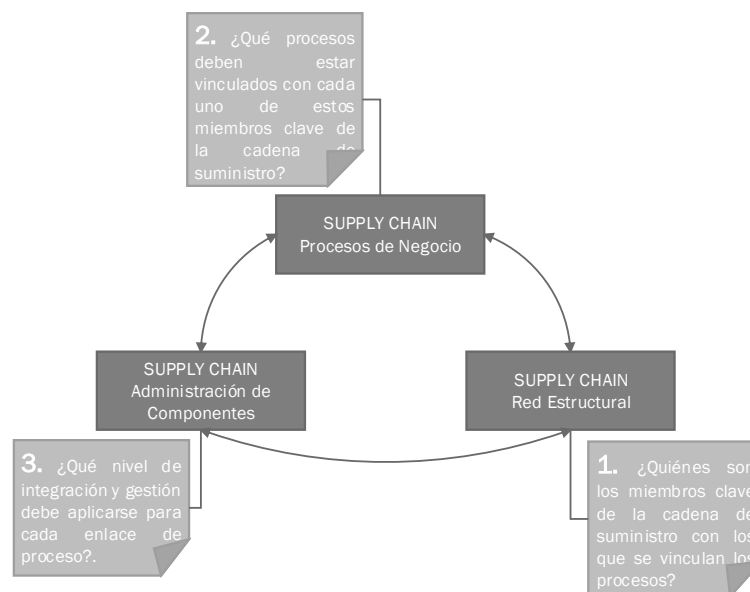 2. ¿Qué procesos
deben estar
vinculados con cada
uno de estos
miembros clave de
la cadena de
suministro?
SUPPLY CHAIN
Procesos de Negocio
SUPPLY CHAIN
Administración de
Componentes
SUPPLY CHAIN
Red Estructural
3. ¿Qué nivel de
integración y gestión
debe aplicarse para
cada enlace de
proceso?.
1. ¿Quiénes son
los miembros clave
de la cadena de
suministro con los
que se vinculan los
procesos?